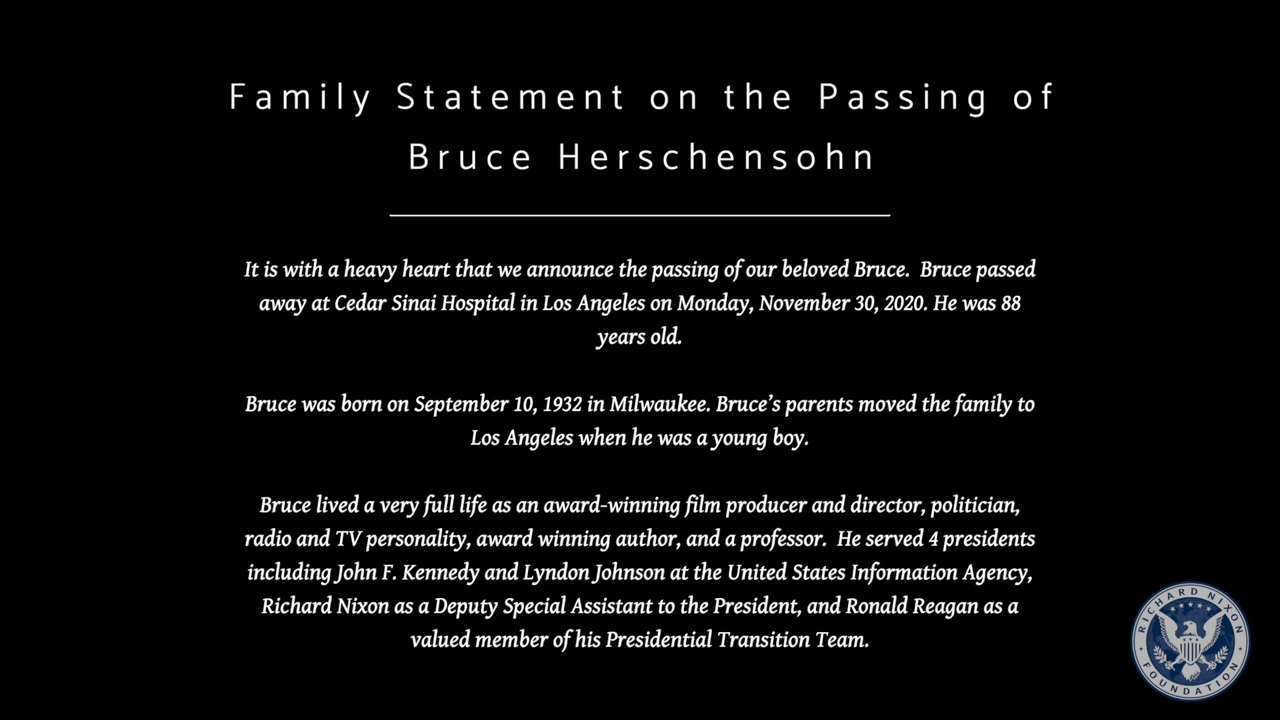 Family Statement on the Passing of
Bruce Herschensohn
It is with a heavy heart that we announce the passing of our beloved Bruce.  Bruce passed
away at Cedar Sinai Hospital in Los Angeles on Monday, November 30, 2020. He was 88
years old.
Bruce was born on September 10, 1932 in Milwaukee. Bruce’s parents moved the family to
Los Angeles when he was a young boy.
Bruce lived a very full life as an award-winning film producer and director, politician,
radio and TV personality, award winning author, and a professor.  He served 4 presidents
including John F. Kennedy and Lyndon Johnson at the United States Information Agency,
Richard Nixon as a Deputy Special Assistant to the President, and Ronald Reagan as a
valued member of his Presidential Transition Team.
RICHARD NIXON
FOUNDATION